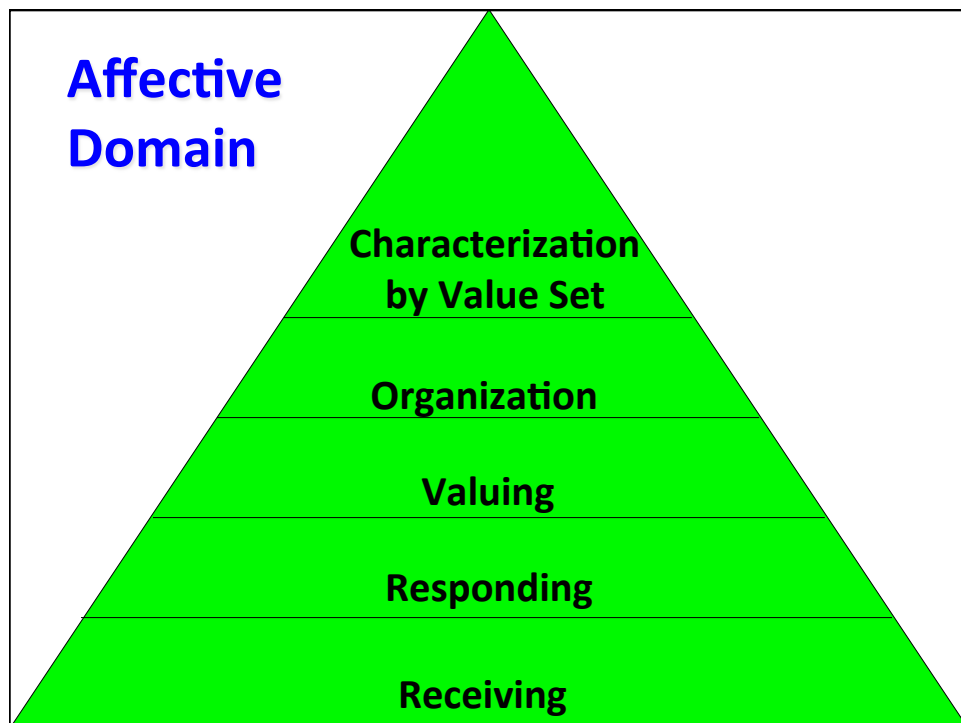 Affective
Domain
Characterization
by Value Set
Organization
Valuing
Responding
Receiving